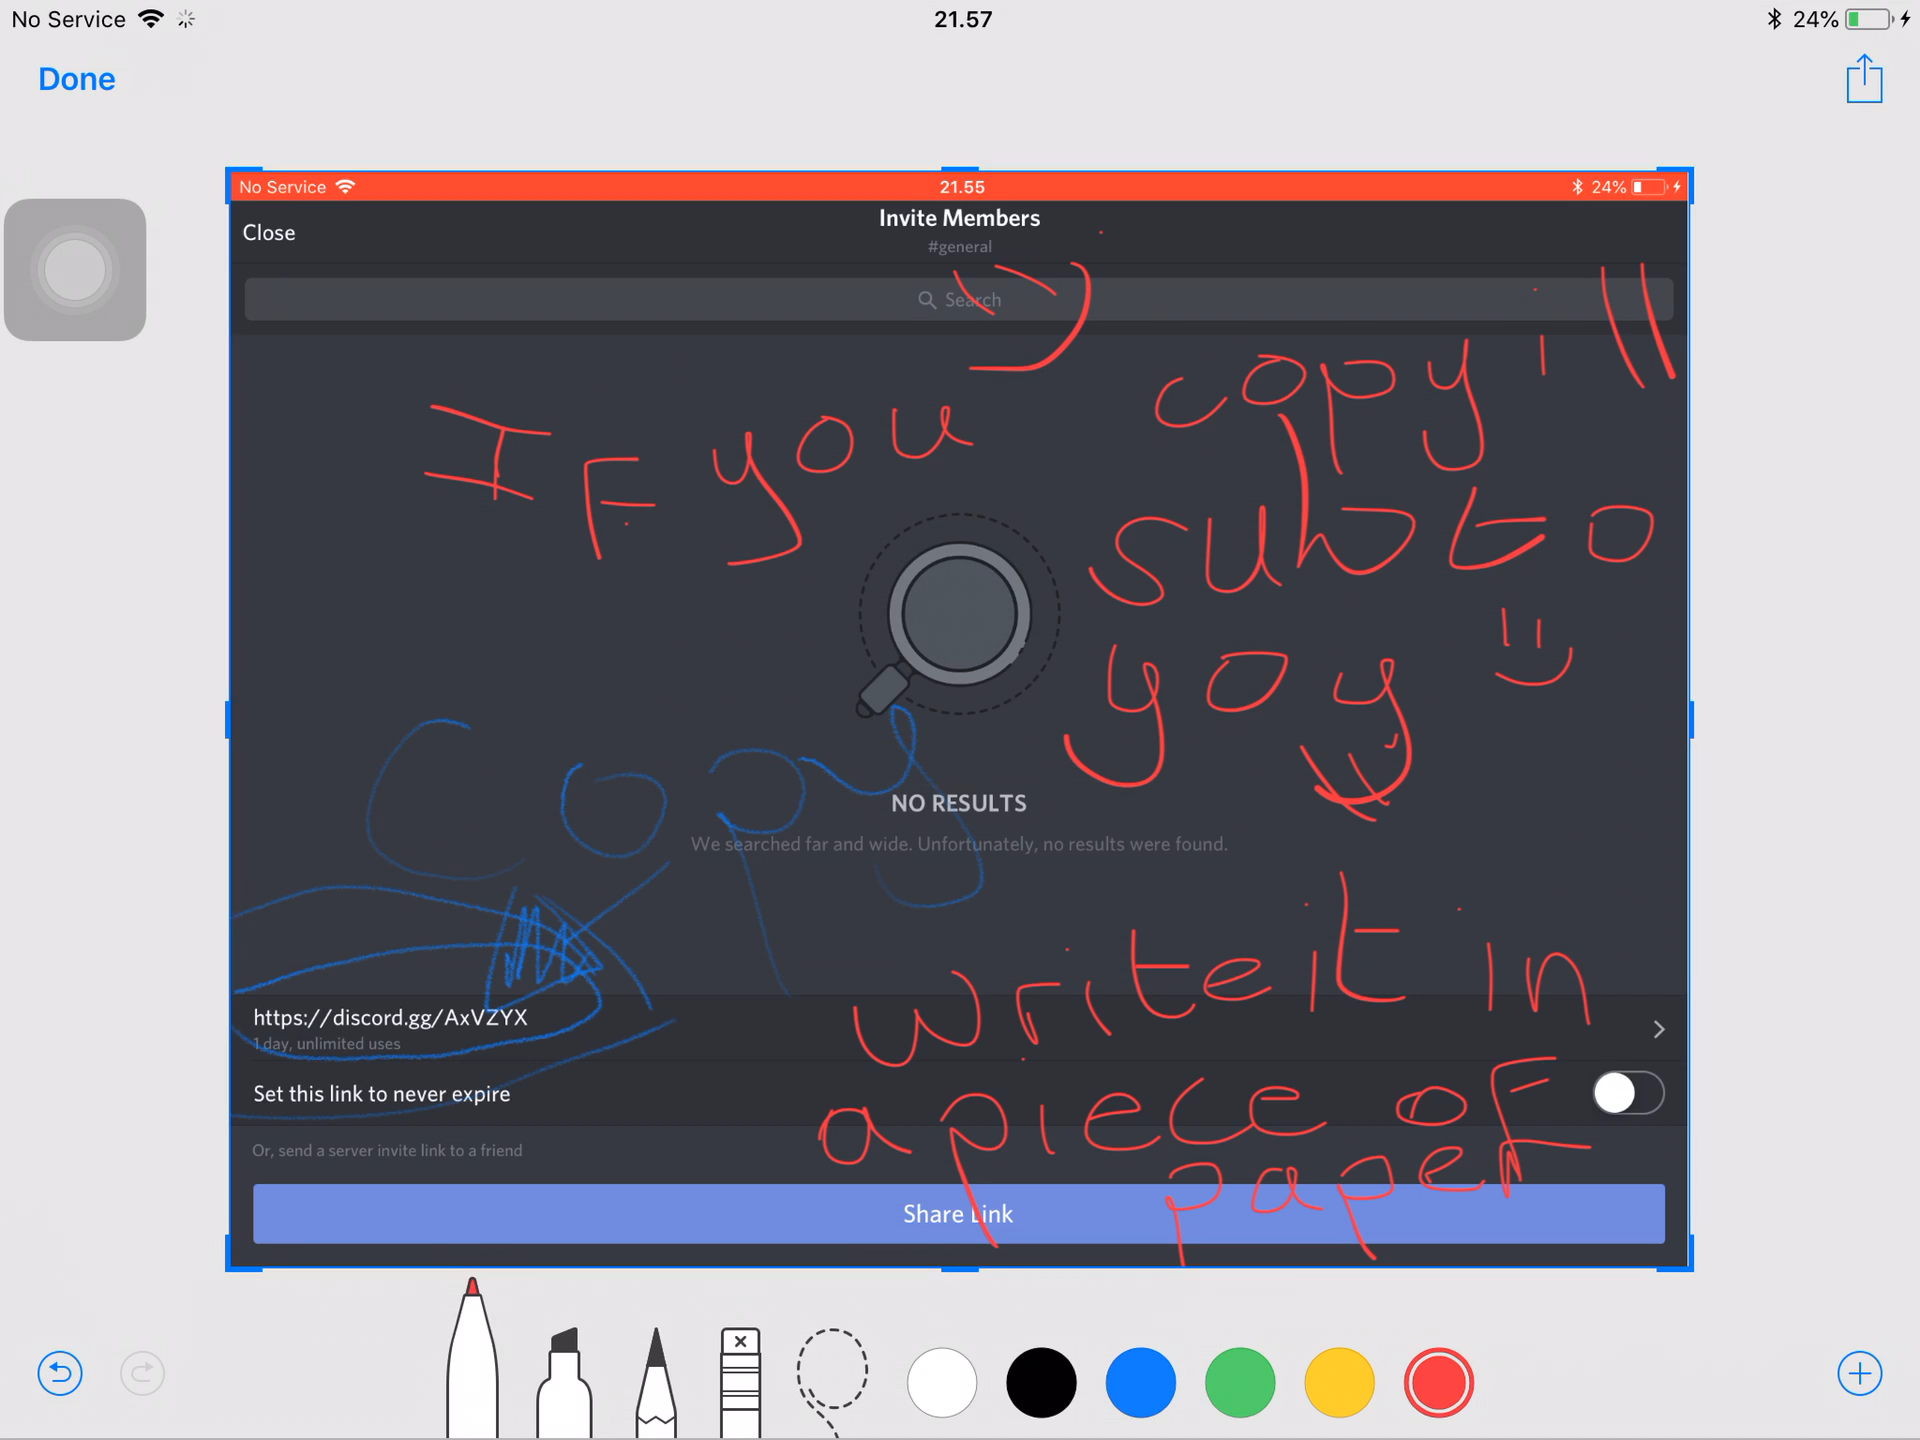 No Service 21.57 24%
Done
No Service 21.55 24%
Close Invite Members
#general
Search
IF you copy i'll
sub to
you
copy
NO RESULTS
We searched far and wide. Unfortunately, no results were found.
write it in
a piece of
paper
https://discord.gg/AxVZYX
1 day, unlimited uses
Set this link to never expire
Or, send a server invite link to a friend
Share Link